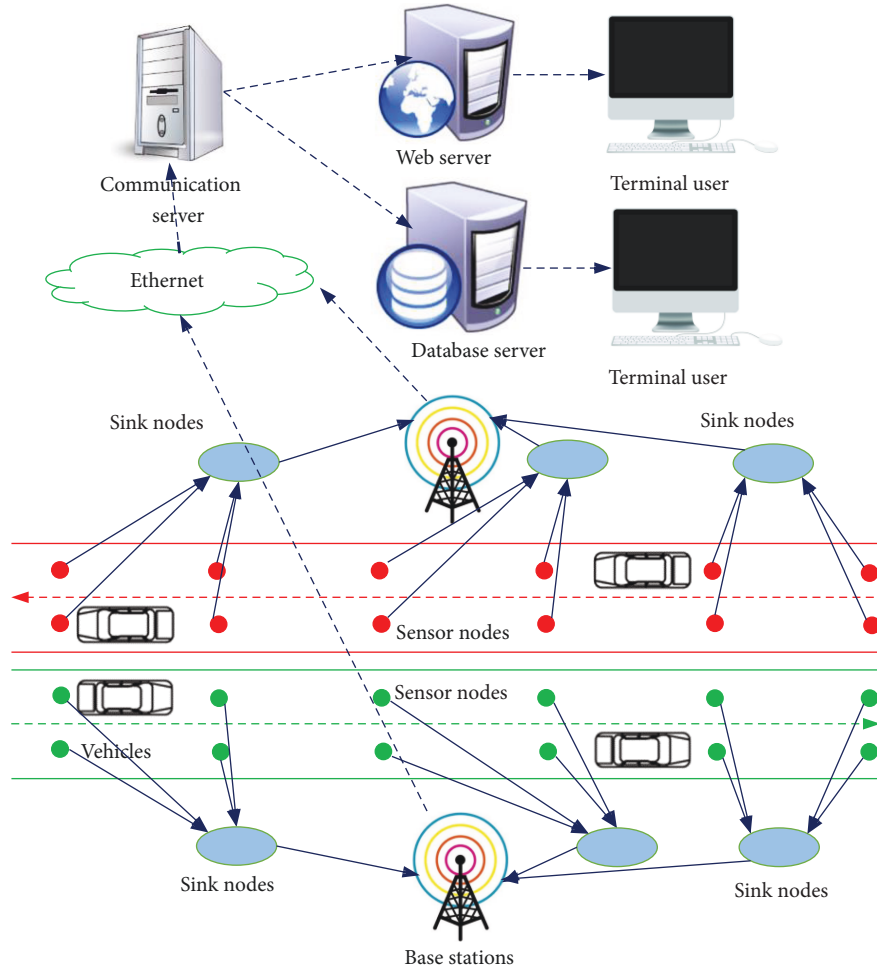 Web server
Communication
server
Terminal user
Ethernet
Database server
Terminal user
Sink nodes
Sink nodes
Sensor nodes
Sensor nodes
Vehicles
Sink nodes
Sink nodes
Base stations